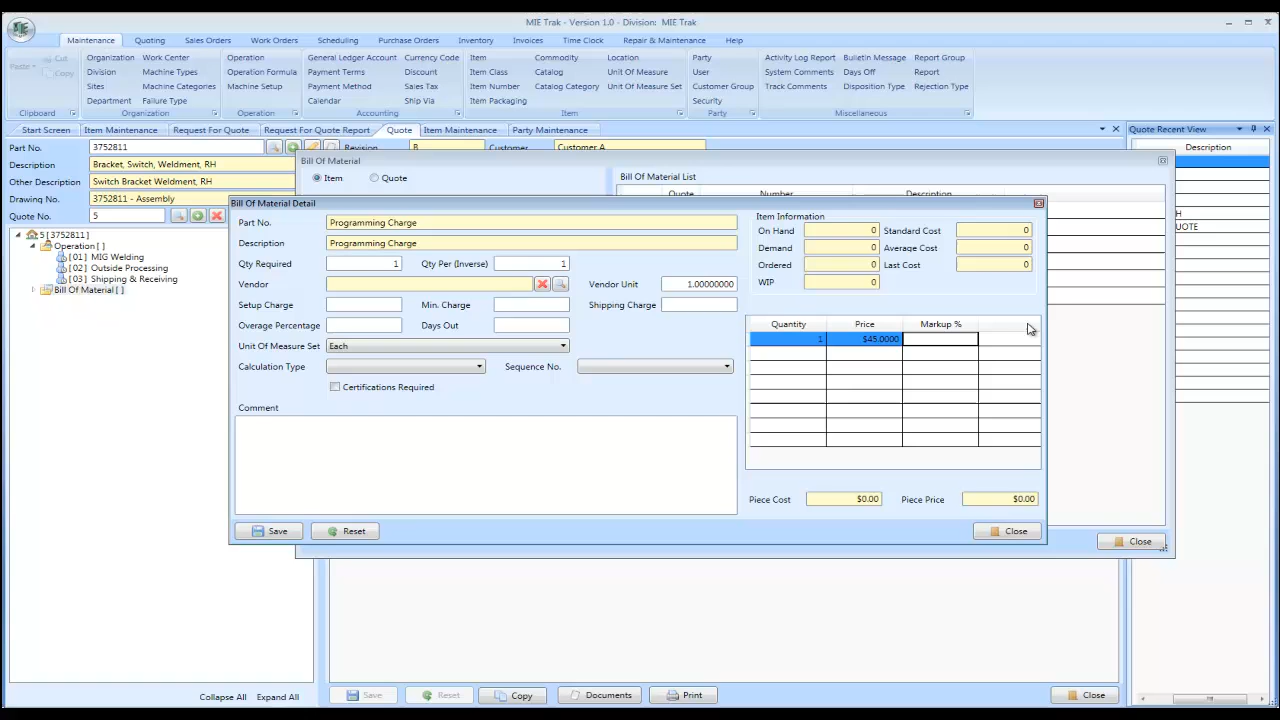 MIE Trak - Version 1.0 - Division: MIE Trak
Maintenance Quoting Sales Orders Work Orders Scheduling Purchase Orders Inventory Invoices Time Clock Repair & Maintenance Help
Paste Cut Organization Work Center Operation General Ledger Account Currency Code Item Commodity Location Party Activity Log Report Bulletin Message Report Group
Copy Division Machine Types Operation Formula Payment Terms Discount Item Class Catalog Unit Of Measure User System Comments Days Off Report
Sites Machine Categories Machine Setup Payment Method Sales Tax Item Number Catalog Category Unit Of Measure Set Customer Group Track Comments Disposition Type Rejection Type
Department Failure Type Calendar Ship Via Item Packaging Security
Clipboard Organization Operation Accounting Item Party Miscellaneous
Start Screen Item Maintenance Request For Quote Request For Quote Report Quote Item Maintenance Party Maintenance Quote Recent View
Part No. 3752811 Revision B Customer Customer A Description
Description Bracket, Switch, Weldment, RH
Other Description Switch Bracket Weldment, RH
Drawing No. 3752811 - Assembly
Quote No. 5
5 [3752811]
Operation [ ]
[01] MIG Welding
[02] Outside Processing
[03] Shipping & Receiving
Bill Of Material [ ]
Collapse All Expand All
Bill Of Material
Item Quote Bill Of Material List
Quote Number Description
H
UOTE
Bill Of Material Detail
Part No. Programming Charge
Description Programming Charge
Qty Required 1 Qty Per (Inverse) 1
Vendor Vendor Unit 1.00000000
Setup Charge Min. Charge Shipping Charge
Overage Percentage Days Out
Unit Of Measure Set Each
Calculation Type Sequence No.
Certifications Required
Comment
Item Information
On Hand 0 Standard Cost 0
Demand 0 Average Cost 0
Ordered 0 Last Cost 0
WIP 0
Quantity Price Markup %
1 $45.0000
Piece Cost $0.00 Piece Price $0.00
Save Reset Close
Close
Save Reset Copy Documents Print Close